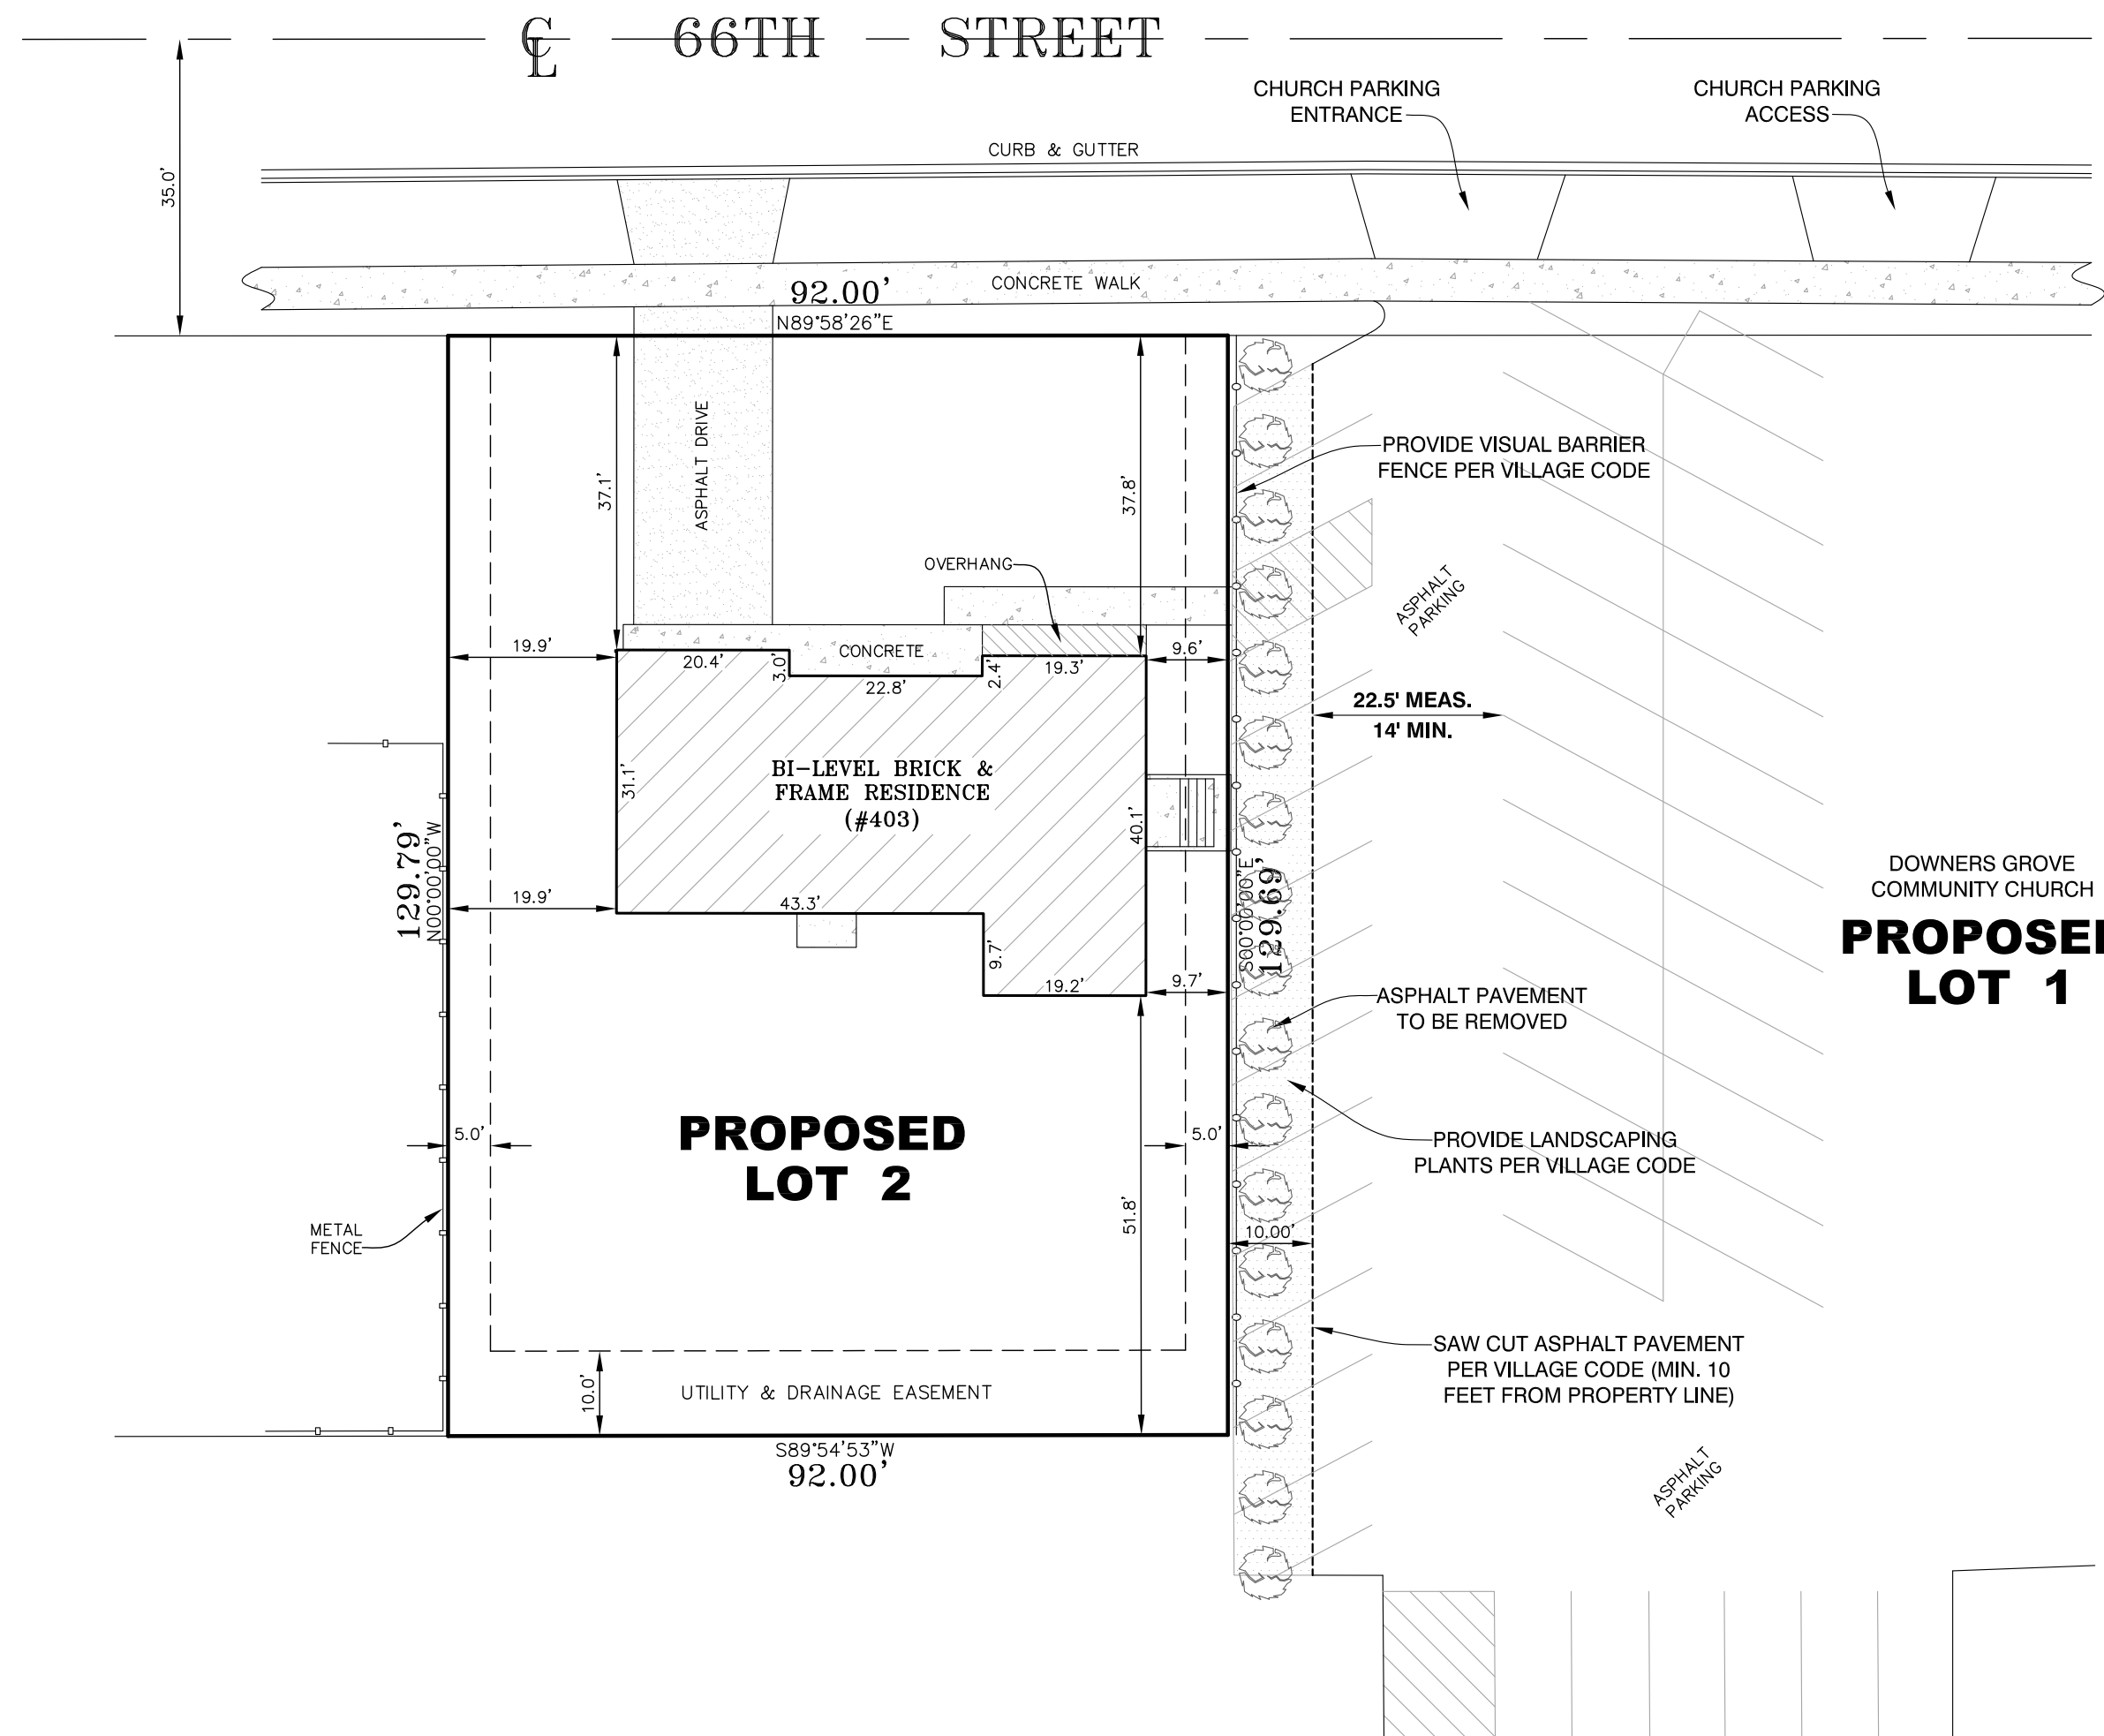 ℄ 66TH STREET
35.0'
CHURCH PARKING
ENTRANCE
CHURCH PARKING
ACCESS
CURB & GUTTER
CONCRETE WALK
92.00'
N89°58'26"E
ASPHALT DRIVE
37.1'
37.8'
PROVIDE VISUAL BARRIER
FENCE PER VILLAGE CODE
OVERHANG
ASPHALT
PARKING
19.9'
20.4'
3.0'
CONCRETE
22.8'
2.4'
19.3'
9.6'
22.5' MEAS.
14' MIN.
BI-LEVEL BRICK &
FRAME RESIDENCE
(#403)
31.1'
40.1'
129.79'
N00°00'00"W
S00°00'00"E
129.69'
DOWNERS GROVE
COMMUNITY CHURCH
PROPOSED
LOT 1
19.9'
43.3'
9.7'
19.2'
9.7'
ASPHALT PAVEMENT
TO BE REMOVED
PROPOSED
LOT 2
5.0'
5.0'
PROVIDE LANDSCAPING
PLANTS PER VILLAGE CODE
METAL
FENCE
51.8'
10.00'
SAW CUT ASPHALT PAVEMENT
PER VILLAGE CODE (MIN. 10
FEET FROM PROPERTY LINE)
10.0'
UTILITY & DRAINAGE EASEMENT
S89°54'53"W
92.00'
ASPHALT
PARKING